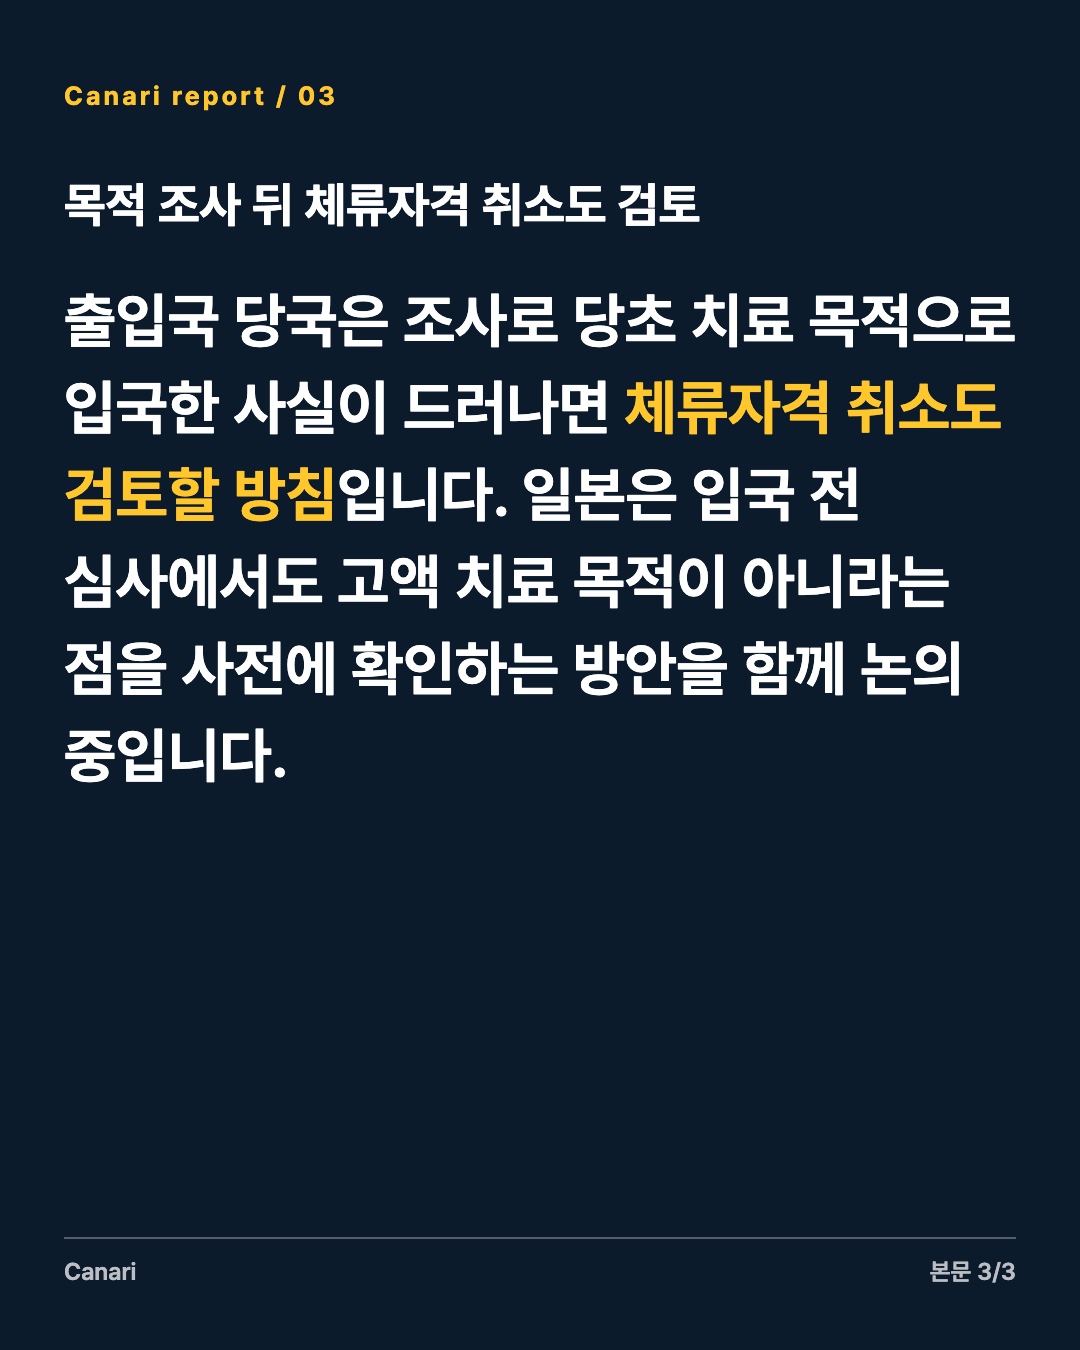 Canari report / 03
목적 조사 뒤 체류자격 취소도 검토
출입국 당국은 조사로 당초 치료 목적으로
입국한 사실이 드러나면 체류자격 취소도
검토할 방침입니다. 일본은 입국 전
심사에서도 고액 치료 목적이 아니라는
점을 사전에 확인하는 방안을 함께 논의
중입니다.
Canari
본문 3/3